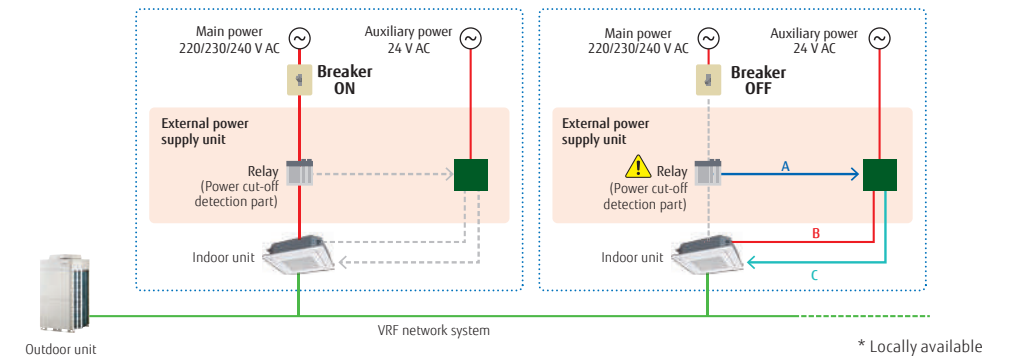 Main power
220/230/240 V AC
Auxiliary power
24 V AC
Breaker
ON
External power
supply unit
Relay
(Power cut-off
detection part)
Indoor unit
Main power
220/230/240 V AC
Auxiliary power
24 V AC
Breaker
OFF
External power
supply unit
Relay
(Power cut-off
detection part)
A
B
C
Indoor unit
VRF network system
Outdoor unit
* Locally available